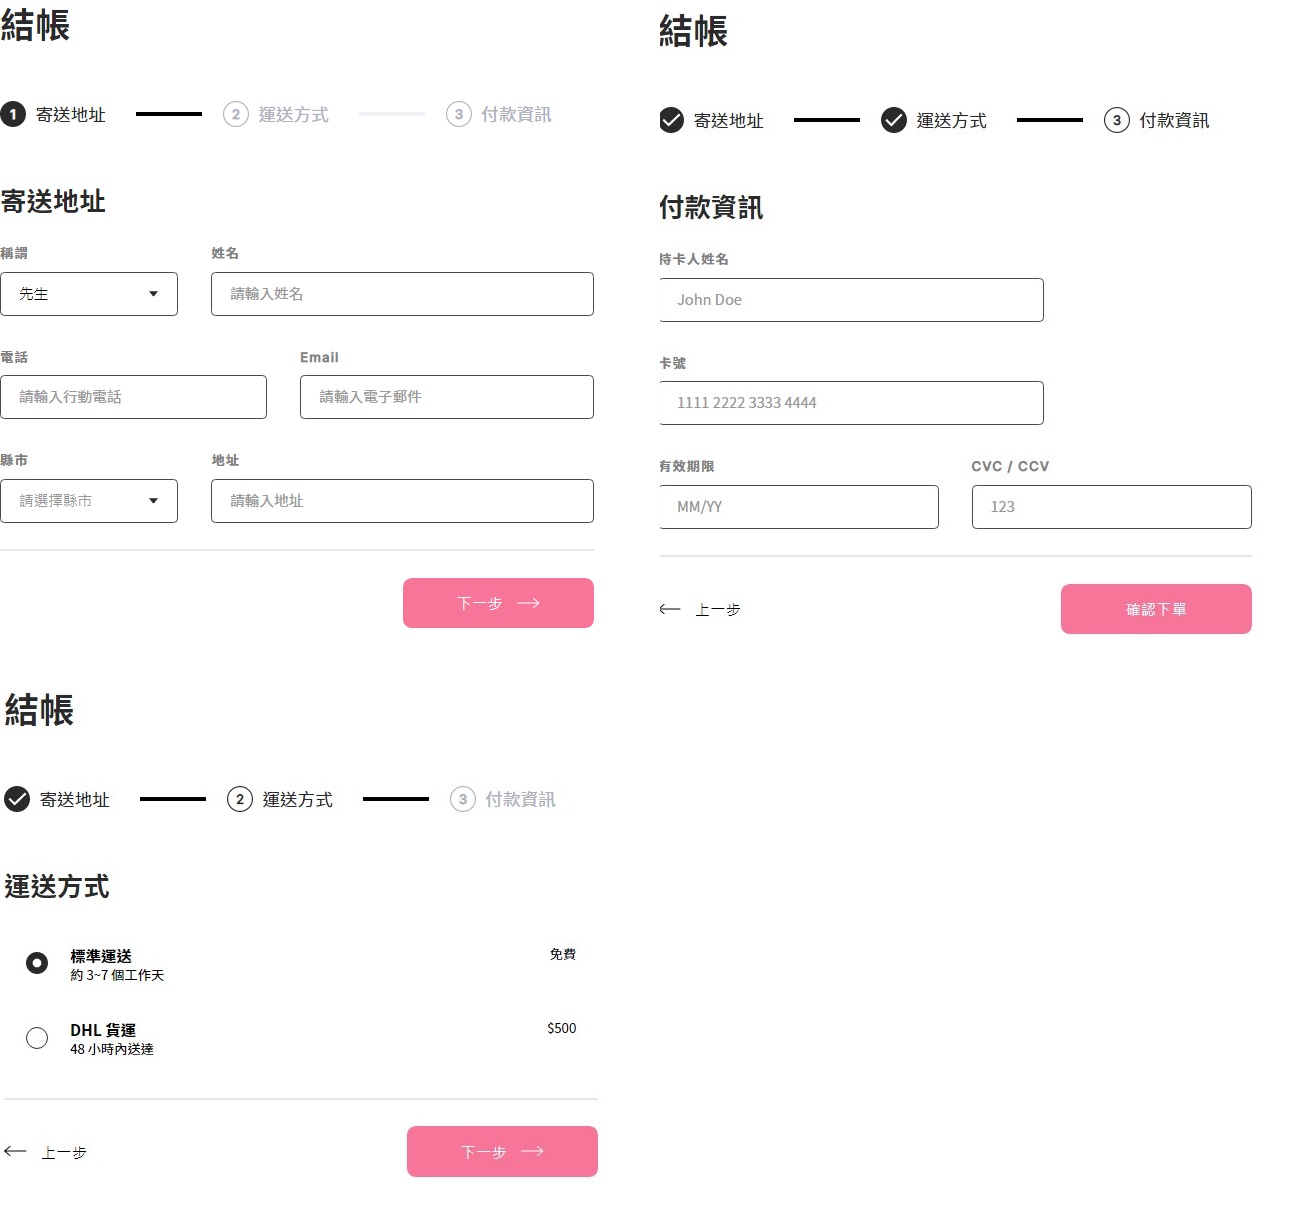 結帳
1 寄送地址 2 運送方式 3 付款資訊
寄送地址
稱謂 姓名
先生 請輸入姓名
電話 Email
請輸入行動電話 請輸入電子郵件
縣市 地址
請選擇縣市 請輸入地址
下一步
結帳
寄送地址 運送方式 3 付款資訊
付款資訊
持卡人姓名
John Doe
卡號
1111 2222 3333 4444
有效期限 CVC / CCV
MM/YY 123
上一步 確認下單
結帳
寄送地址 2 運送方式 3 付款資訊
運送方式
標準運送 免費
約 3~7 個工作天
DHL 貨運 $500
48 小時內送達
上一步 下一步